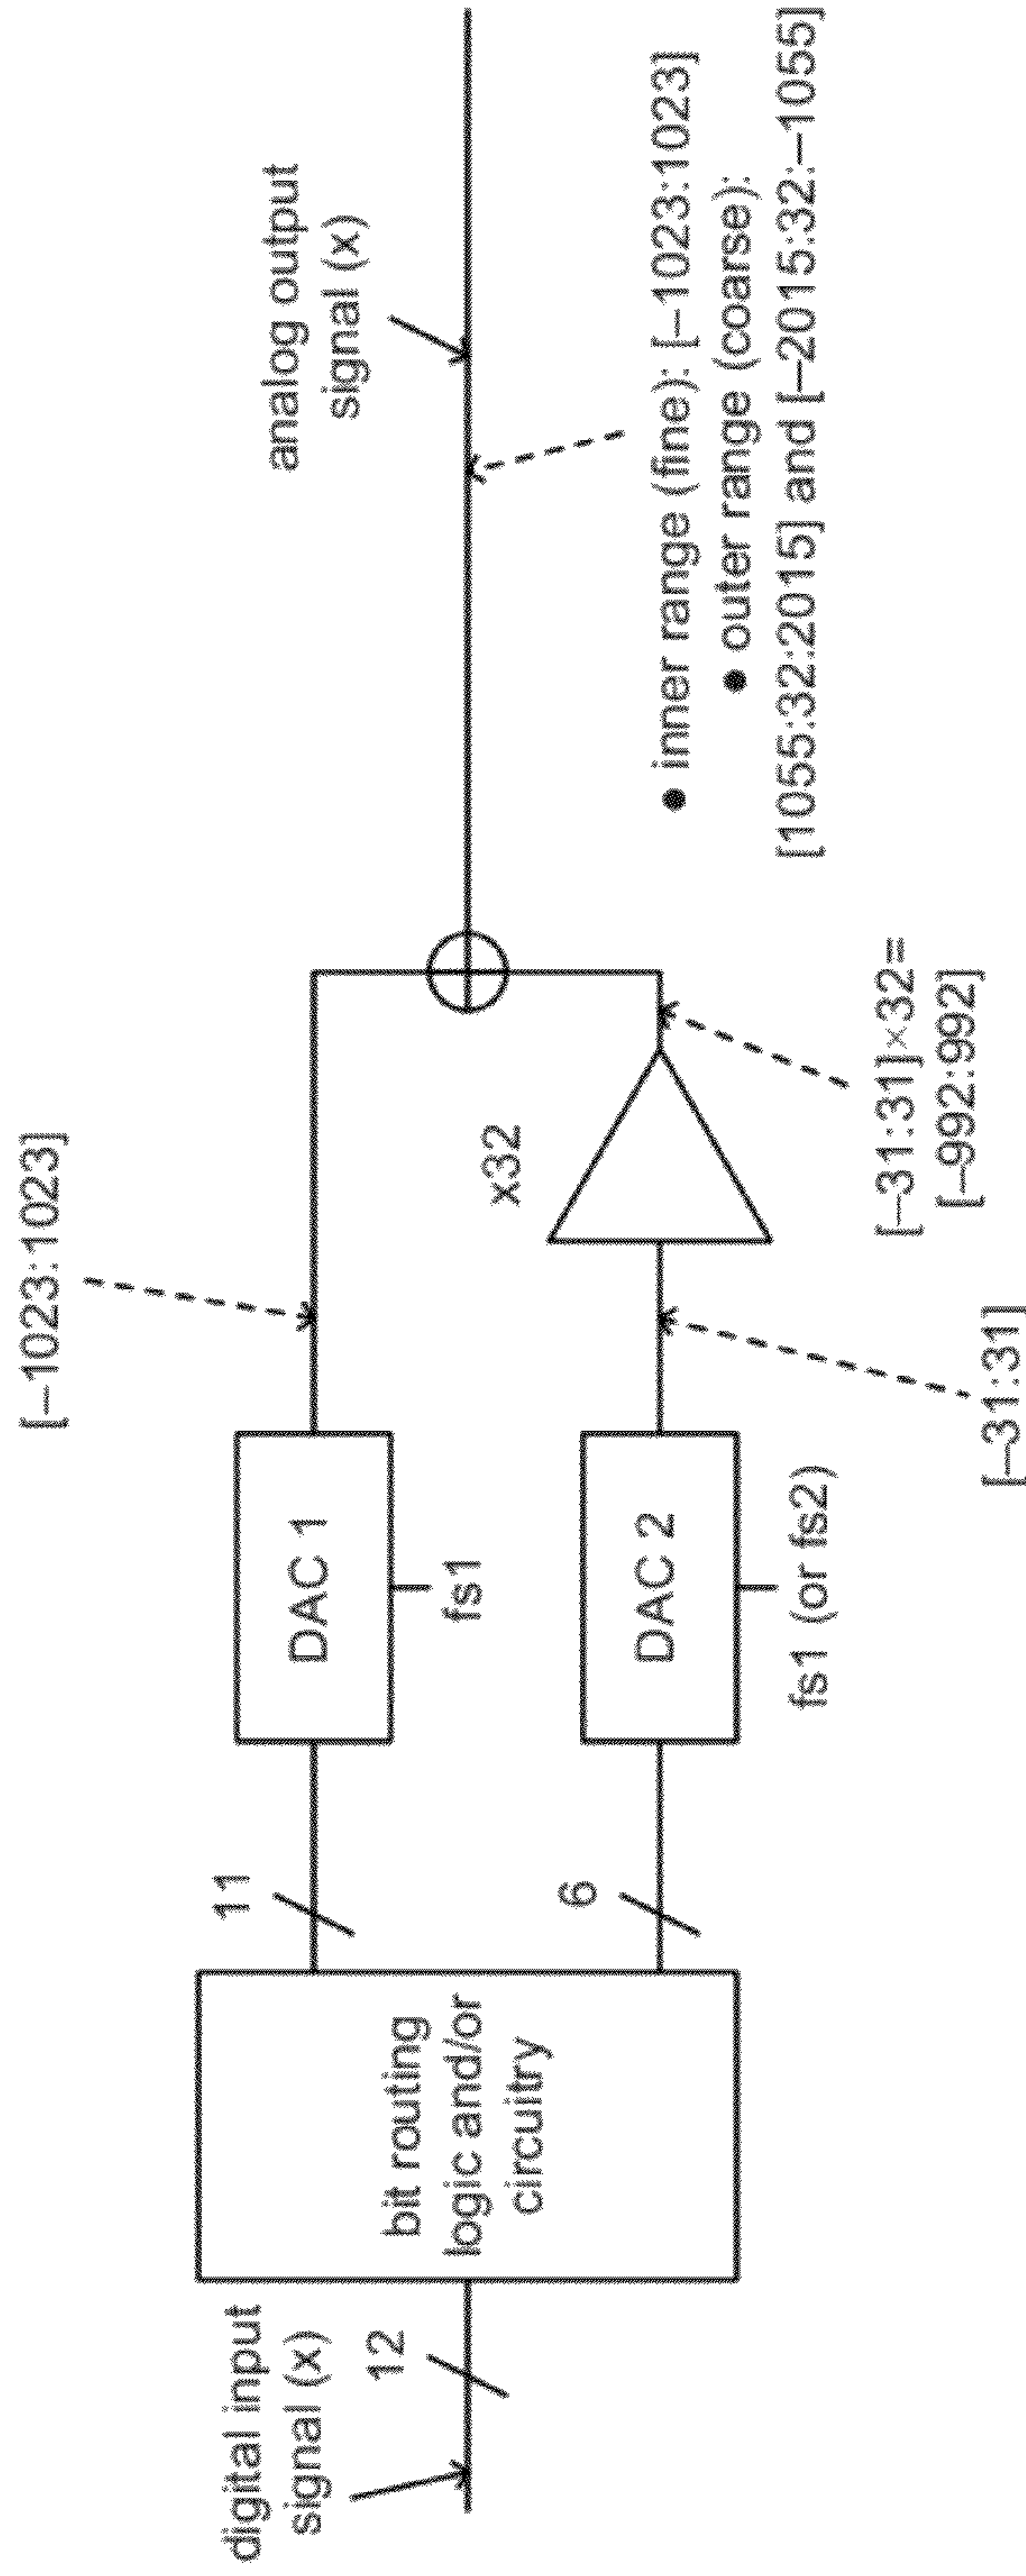 digital input
signal (x)
12
bit routing
logic and/or
circuitry
11
6
DAC 1
fs1
DAC 2
fs1 (or fs2)
[–1023:1023]
[–31:31]
x32
[–31:31]×32=
[–992:992]
analog output
signal (x)
• inner range (fine): [–1023:1023]
• outer range (coarse):
[1055:32:2015] and [–2015:32:–1055]